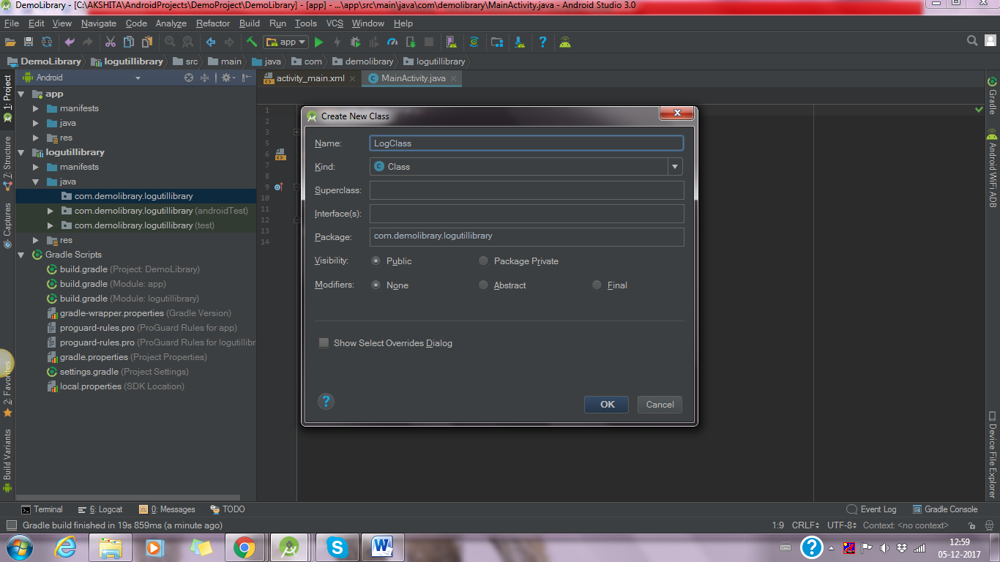 DemoLibrary - [C:\AKSHITA\AndroidProjects\DemoProject\DemoLibrary] - [app] - ...\app\src\main\java\com\demolibrary\MainActivity.java - Android Studio 3.0
File Edit View Navigate Code Analyze Refactor Build Run Tools VCS Window Help
app
DemoLibrary logutillibrary src main java com demolibrary logutillibrary
Android
activity_main.xml
MainActivity.java
1: Project
7: Structure
Captures
2: Favorites
Build Variants
app
manifests
java
res
logutillibrary
manifests
java
com.demolibrary.logutillibrary
com.demolibrary.logutillibrary (androidTest)
com.demolibrary.logutillibrary (test)
res
Gradle Scripts
build.gradle (Project: DemoLibrary)
build.gradle (Module: app)
build.gradle (Module: logutillibrary)
gradle-wrapper.properties (Gradle Version)
proguard-rules.pro (ProGuard Rules for app)
proguard-rules.pro (ProGuard Rules for logutillibr
gradle.properties (Project Properties)
settings.gradle (Project Settings)
local.properties (SDK Location)
1
2
3
5
6
7
8
9
10
11
12
13
14
Create New Class
Name: LogClass
Kind: C Class
Superclass:
Interface(s):
Package: com.demolibrary.logutillibrary
Visibility: Public Package Private
Modifiers: None Abstract Final
Show Select Overrides Dialog
? OK Cancel
Gradle
Android WiFi ADB
Device File Explorer
Terminal 6: Logcat 0: Messages TODO Event Log Gradle Console
Gradle build finished in 19s 859ms (a minute ago) 1:9 CRLF UTF-8 Context: <no context>
12:59
05-12-2017